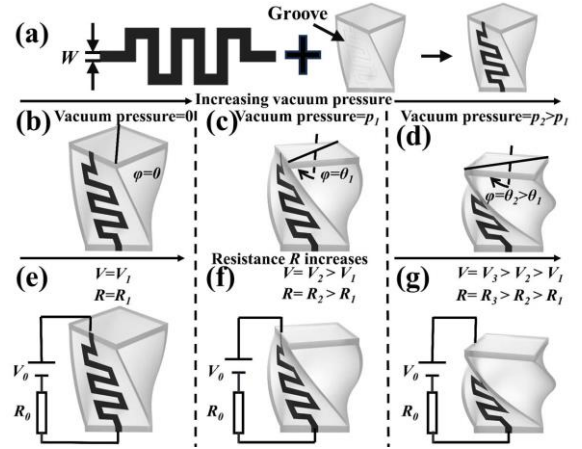 (a)
W
Groove
Increasing vacuum pressure
(b)
Vacuum pressure=0
φ=0
(c)
Vacuum pressure=p1
φ=θ1
(d)
Vacuum pressure=p2>p1
φ=θ2>θ1
Resistance R increases
(e)
V=V1
R=R1
V0
R0
(f)
V= V2 > V1
R= R2 > R1
V0
R0
(g)
V= V3 > V2 > V1
R= R3 > R2 > R1
V0
R0